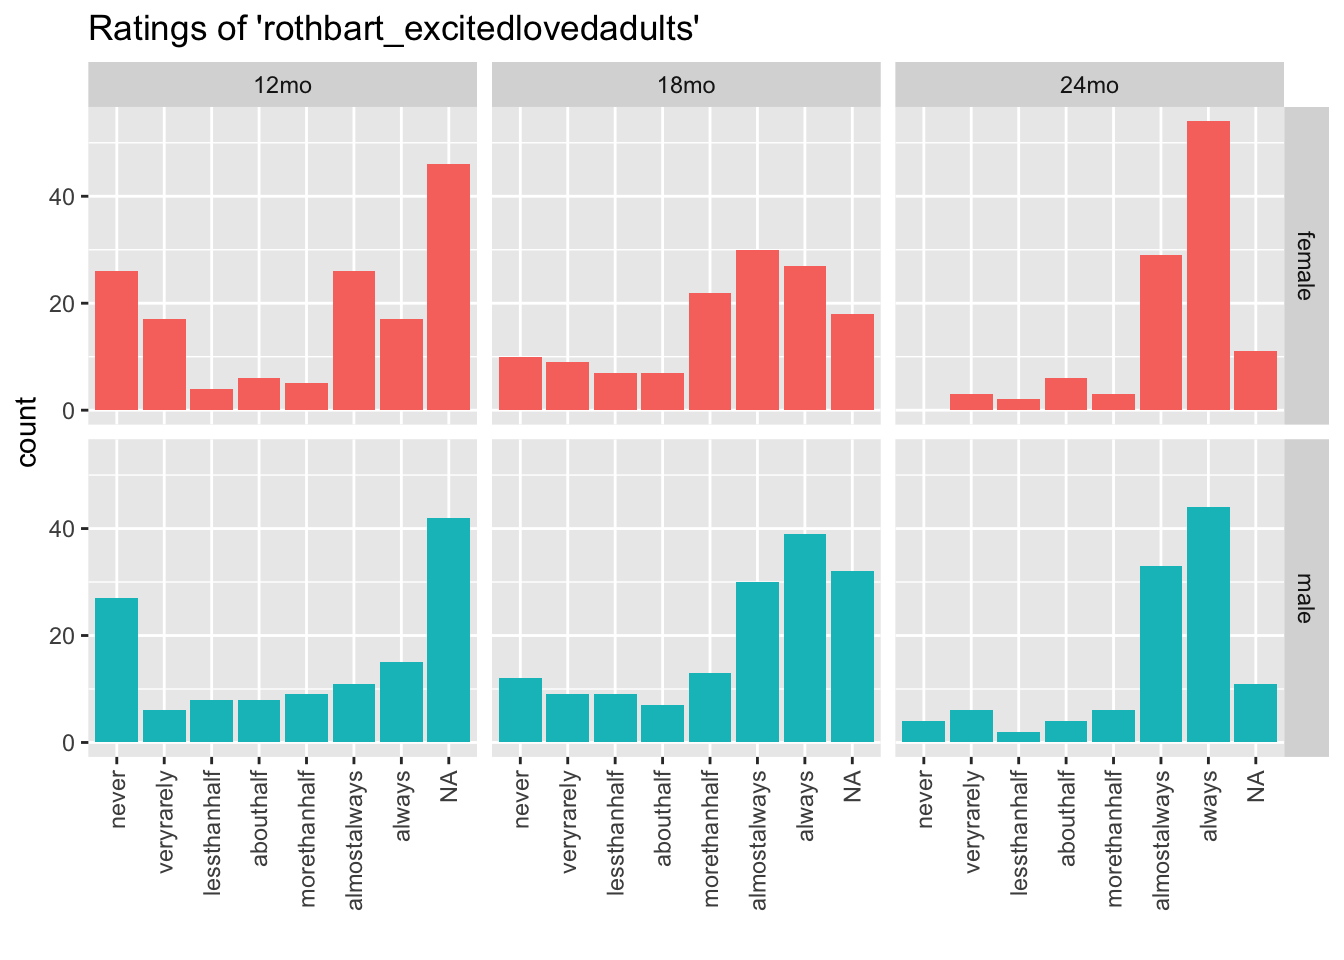 Ratings of 'rothbart_excitedlovedadults'
12mo 18mo 24mo
40
20
0
female
count
40
20
0
male
never veryrarely lessthanhalf abouthalf morethanhalf almostalways always NA never veryrarely lessthanhalf abouthalf morethanhalf almostalways always NA never veryrarely lessthanhalf abouthalf morethanhalf almostalways always NA